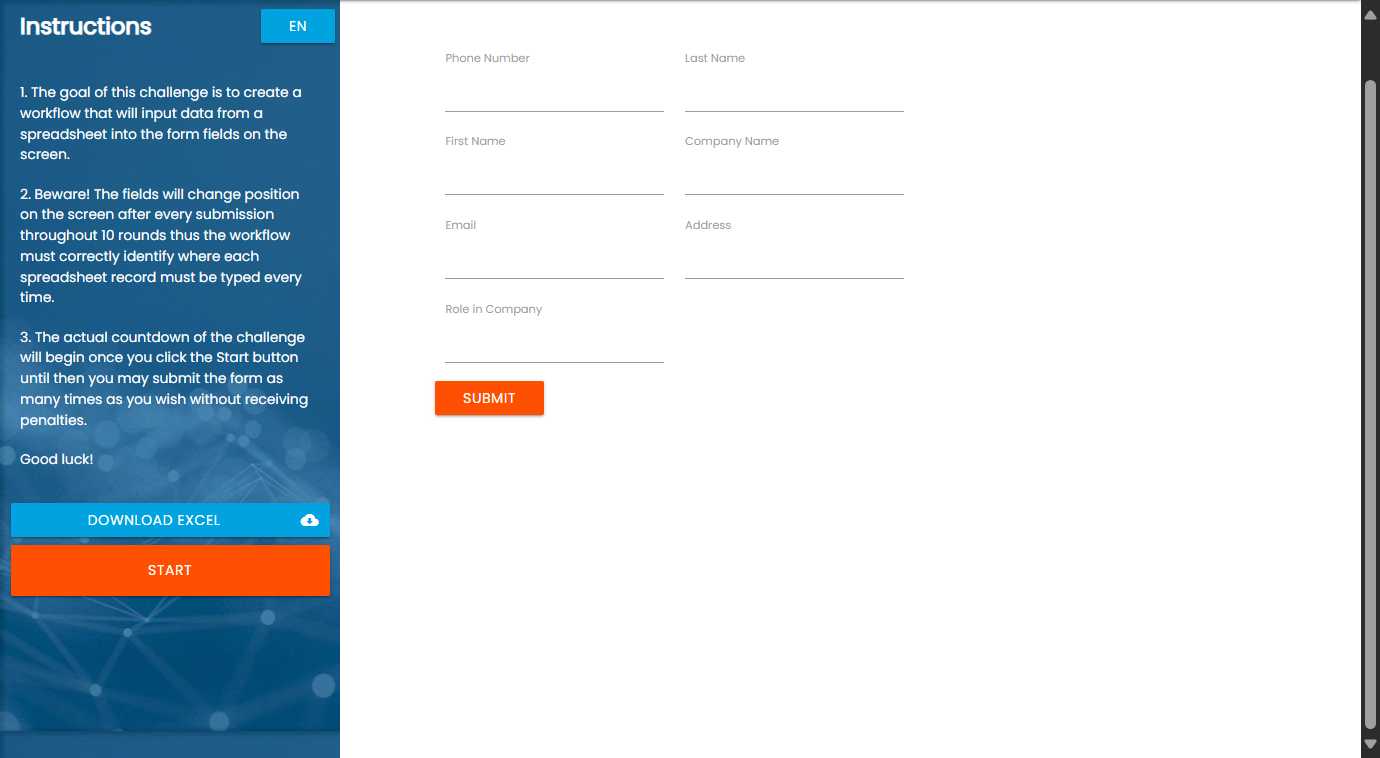 Instructions
EN
1. The goal of this challenge is to create a
workflow that will input data from a
spreadsheet into the form fields on the
screen.
2. Beware! The fields will change position
on the screen after every submission
throughout 10 rounds thus the workflow
must correctly identify where each
spreadsheet record must be typed every
time.
3. The actual countdown of the challenge
will begin once you click the Start button
until then you may submit the form as
many times as you wish without receiving
penalties.
Good luck!
DOWNLOAD EXCEL
START
Phone Number
Last Name
First Name
Company Name
Email
Address
Role in Company
SUBMIT